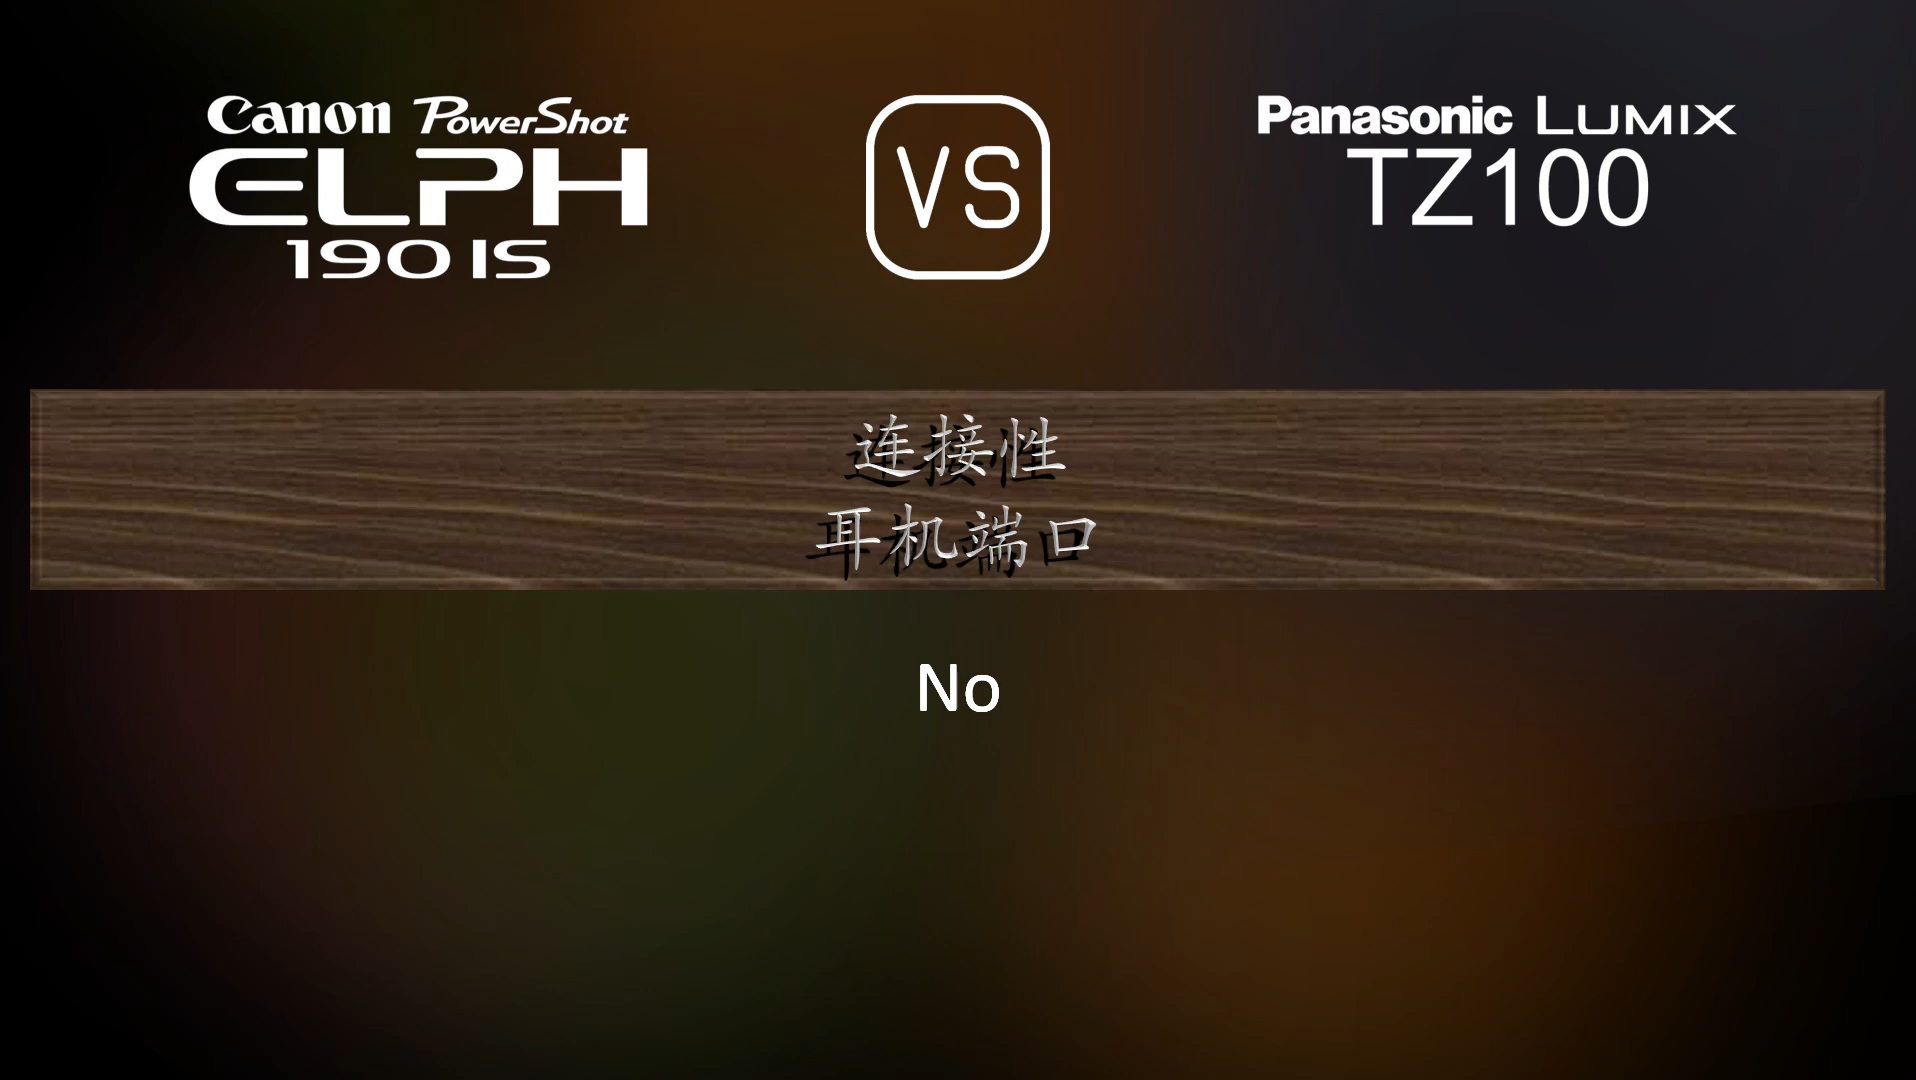 Canon PowerShot
ELPH
190 IS
VS
Panasonic LUMIX
TZ100
连接性
耳机端口
No